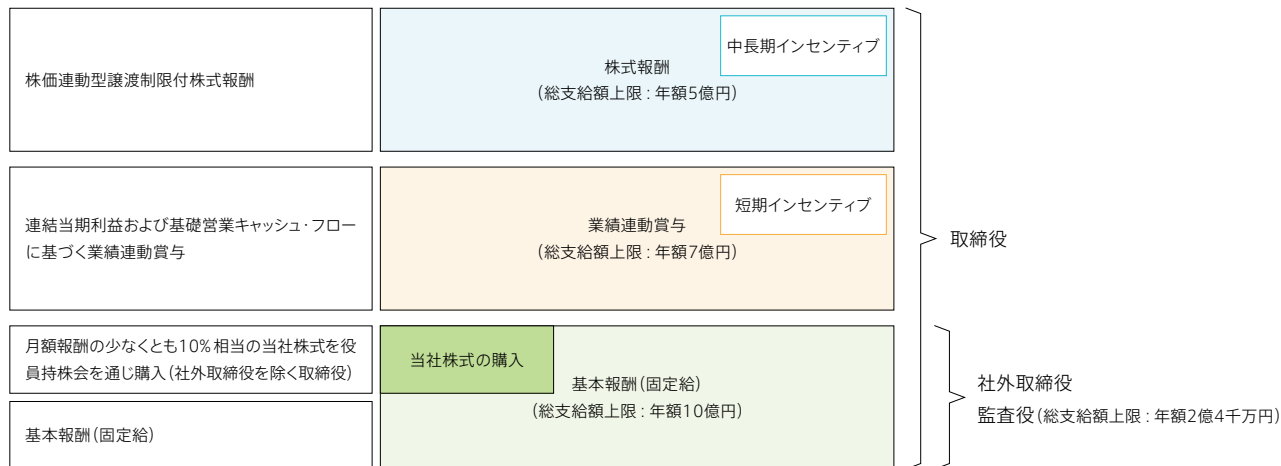 株価連動型譲渡制限付株式報酬
中長期インセンティブ
株式報酬
(総支給額上限:年額5億円)
連結当期利益および基礎営業キャッシュ・フロー
に基づく業績連動賞与
短期インセンティブ
業績連動賞与
(総支給額上限:年額7億円)
取締役
月額報酬の少なくとも10%相当の当社株式を役
員持株会を通じ購入(社外取締役を除く取締役)
当社株式の購入
基本報酬(固定給)
(総支給額上限:年額10億円)
基本報酬(固定給)
社外取締役
監査役(総支給額上限:年額2億4千万円)